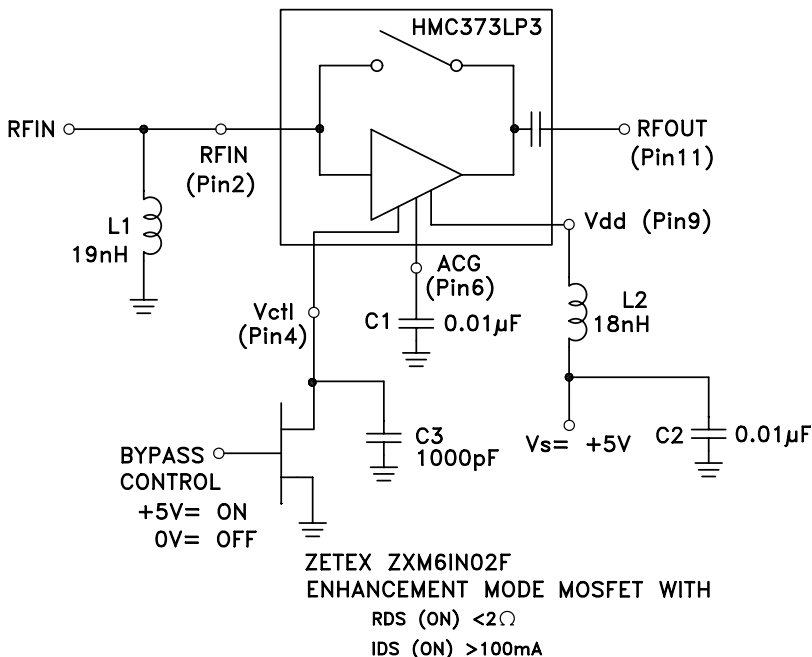 HMC373LP3
RFIN
RFIN
(Pin2)
RFOUT
(Pin11)
L1
19nH
Vdd (Pin9)
ACG
(Pin6)
Vctl
(Pin4)
C1 0.01µF
L2
18nH
C3
1000pF
Vs= +5V
C2 0.01µF
BYPASS
CONTROL
+5V= ON
0V= OFF
ZETEX ZXM6IN02F
ENHANCEMENT MODE MOSFET WITH
RDS (ON) <2Ω
IDS (ON) >100mA